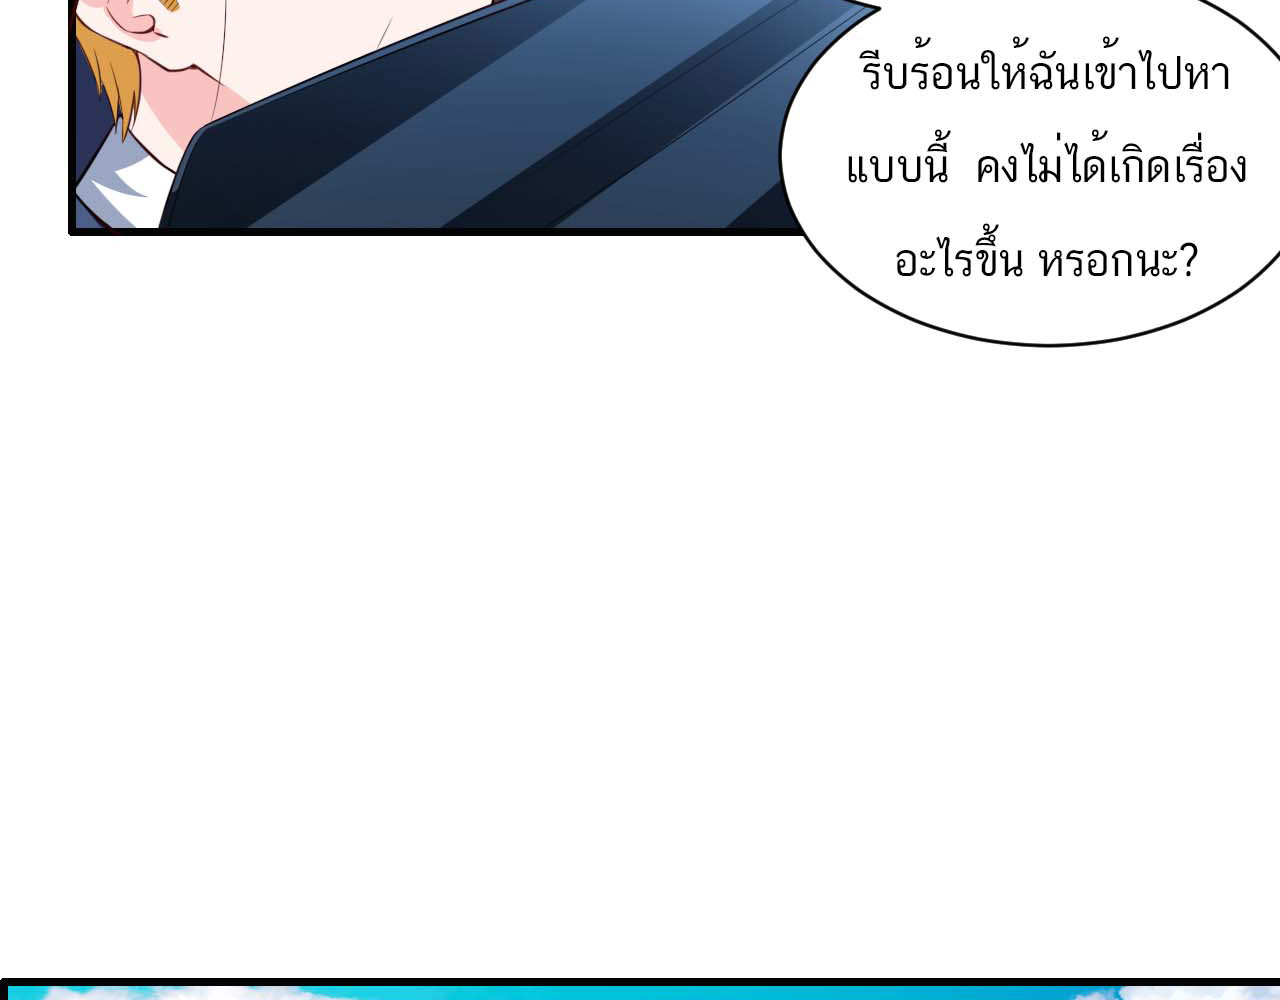 รีบร้อนให้ฉันเข้าไปหา
แบบนี้ คงไม่ได้เกิดเรื่อง
อะไรขึ้น หรอกนะ?